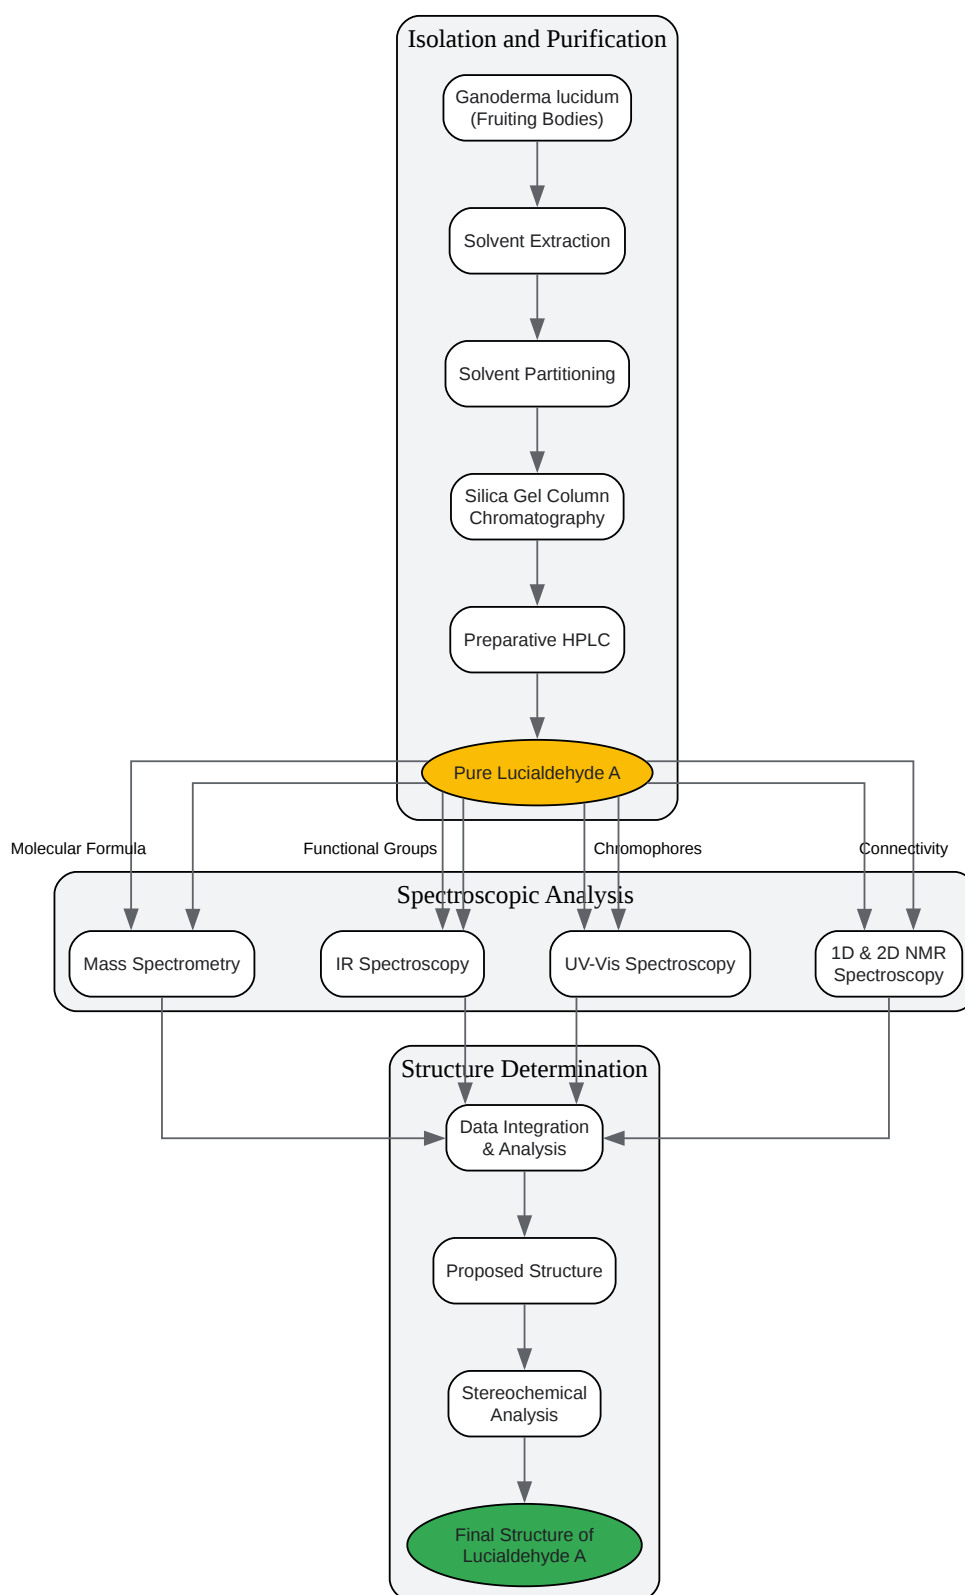 Isolation and Purification
Ganoderma lucidum
(Fruiting Bodies)
Solvent Extraction
Solvent Partitioning
Silica Gel Column
Chromatography
Preparative HPLC
Pure Lucialdehyde A
Molecular Formula
Functional Groups
Chromophores
Connectivity
Spectroscopic Analysis
Mass Spectrometry
IR Spectroscopy
UV-Vis Spectroscopy
1D & 2D NMR
Spectroscopy
Structure Determination
Data Integration
& Analysis
Proposed Structure
Stereochemical
Analysis
Final Structure of
Lucialdehyde A